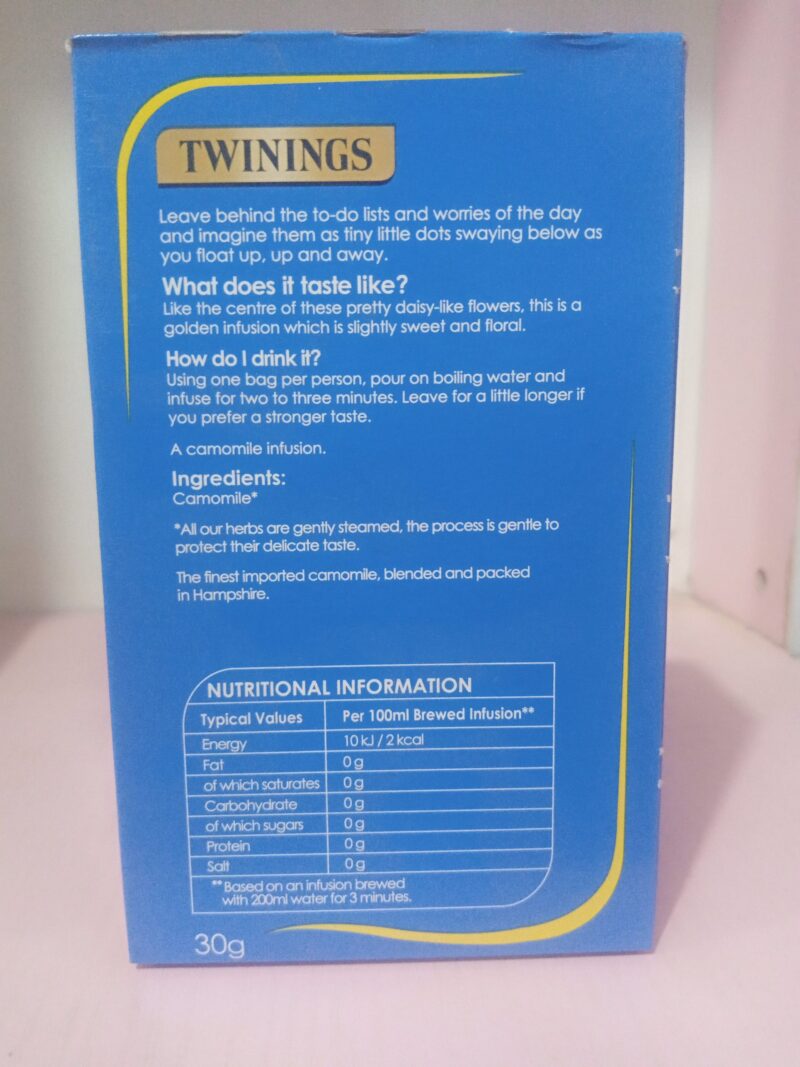 TWININGS
Leave behind the to-do lists and worries of the day
and imagine them as tiny little dots swaying below as
you float up, up and away.
What does it taste like?
Like the centre of these pretty daisy-like flowers, this is a
golden infusion which is slightly sweet and floral.
How do I drink it?
Using one bag per person, pour on boiling water and
infuse for two to three minutes. Leave for a little longer if
you prefer a stronger taste.
A camomile infusion.
Ingredients:
Camomile*
*All our herbs are gently steamed, the process is gentle to
protect their delicate taste.
The finest imported camomile, blended and packed
in Hampshire.
NUTRITIONAL INFORMATION
Typical Values Per 100ml Brewed Infusion**
Energy 10 kJ / 2 kcal
Fat 0 g
of which saturates 0 g
Carbohydrate 0 g
of which sugars 0 g
Protein 0 g
Salt 0 g
**Based on an infusion brewed
with 200ml water for 3 minutes.
30g